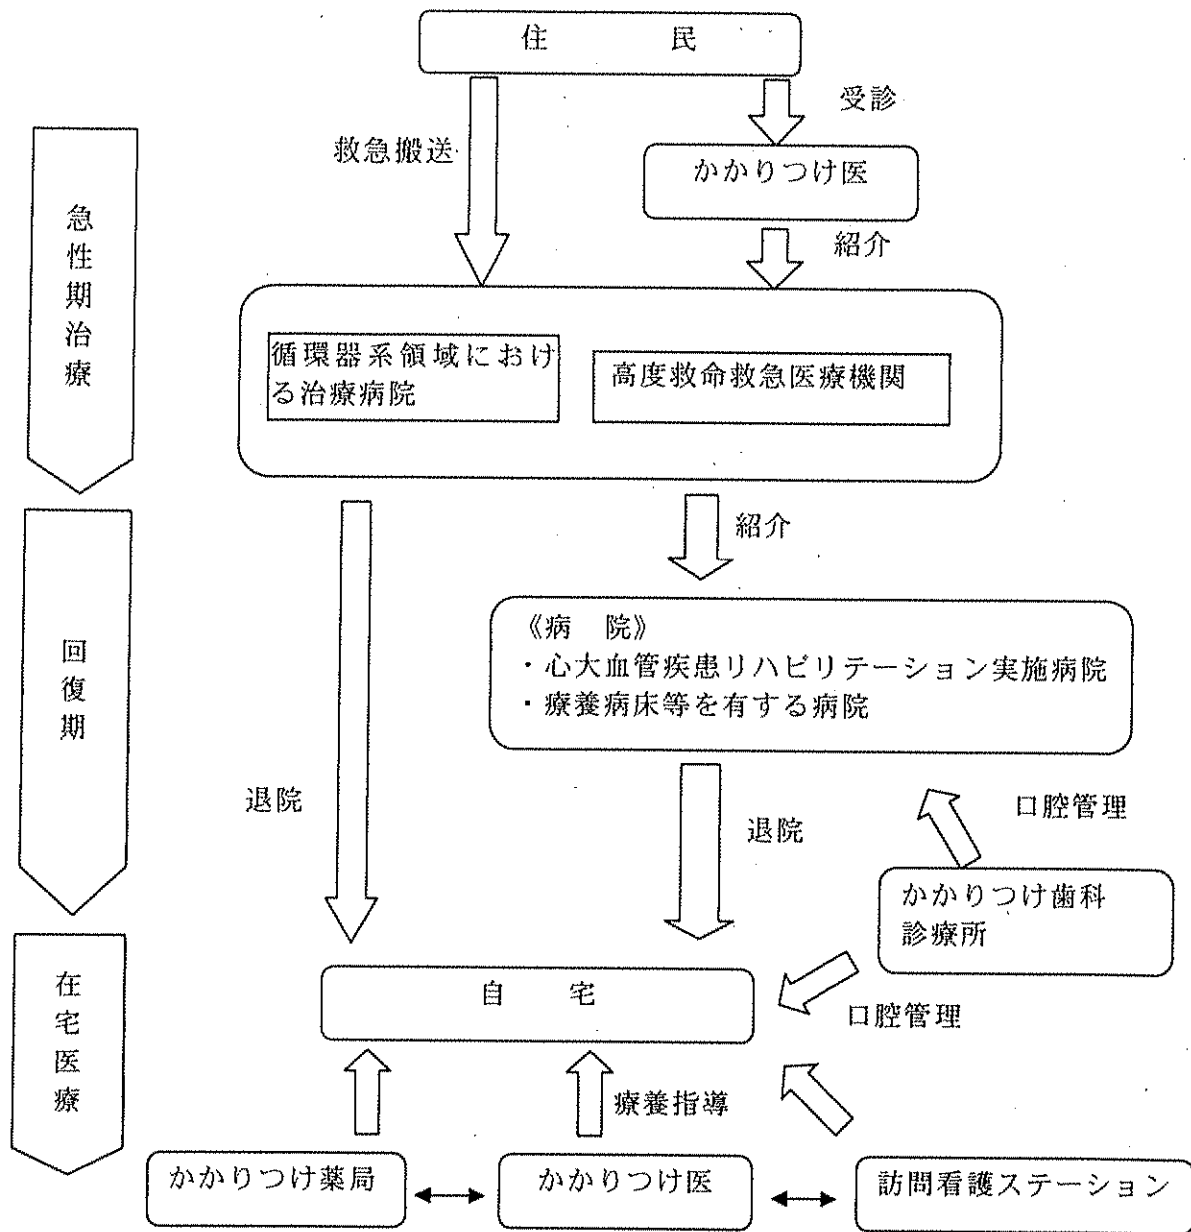 住　民
受診
救急搬送
かかりつけ医
紹介
急性期治療
循環器系領域におけ
る治療病院
高度救命救急医療機関
紹介
回復期
《病　院》
・心大血管疾患リハビリテーション実施病院
・療養病床等を有する病院
退院
退院
口腔管理
かかりつけ歯科
診療所
在宅医療
自　宅
口腔管理
療養指導
かかりつけ薬局
かかりつけ医
訪問看護ステーション